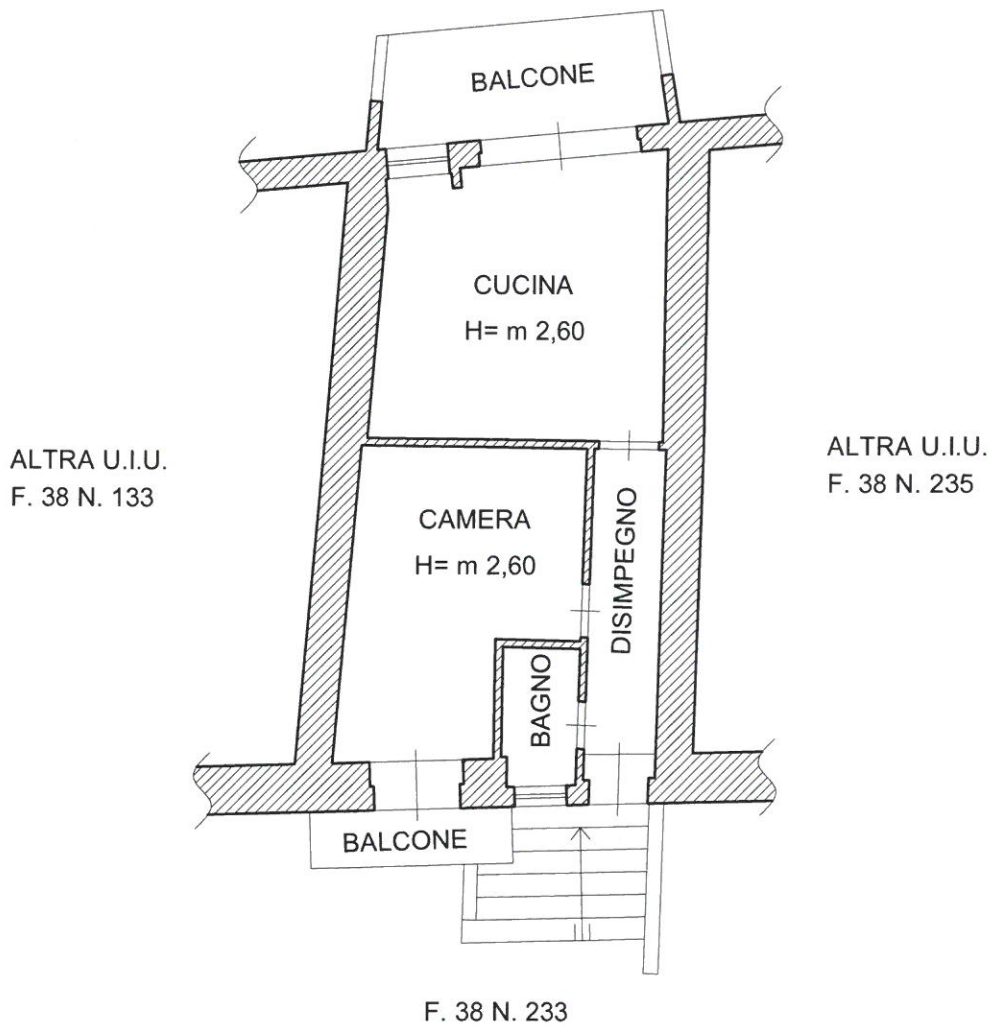 BALCONE
CUCINA
H= m 2,60
ALTRA U.I.U.
F. 38 N. 133
ALTRA U.I.U.
F. 38 N. 235
CAMERA
H= m 2,60
DISIMPEGNO
BAGNO
BALCONE
F. 38 N. 233